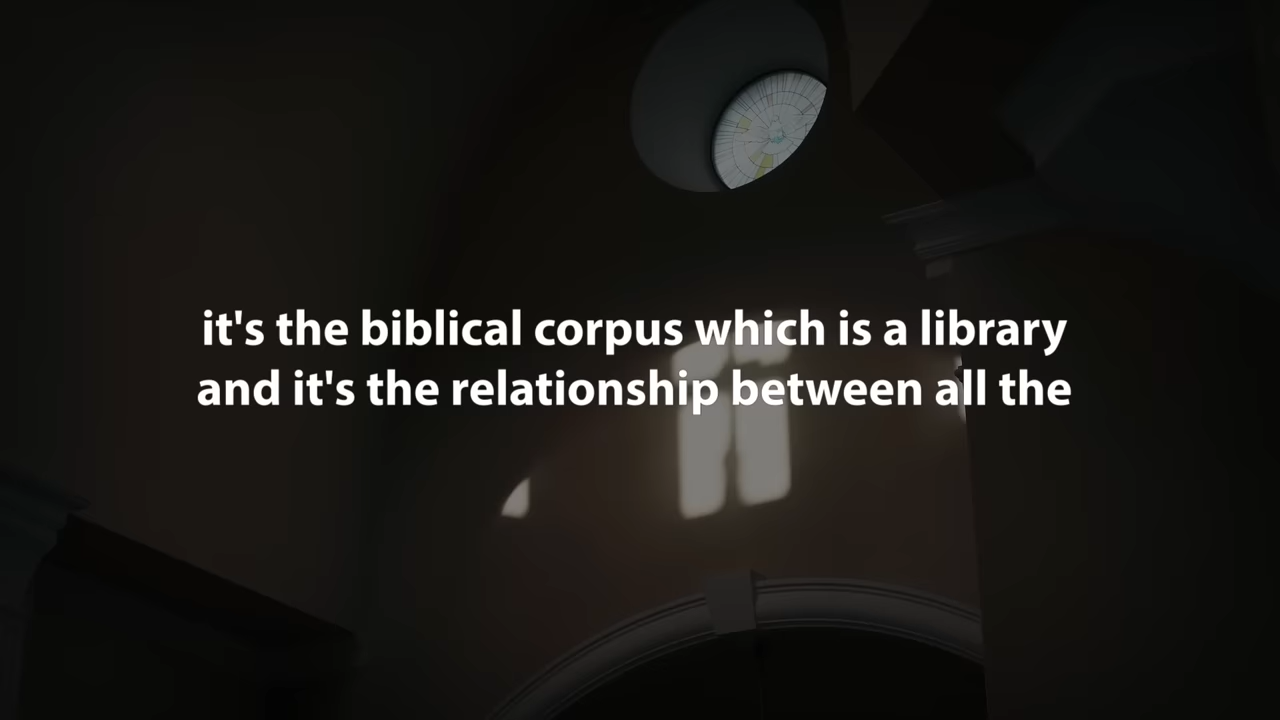 it's the biblical corpus which is a library
and it's the relationship between all the